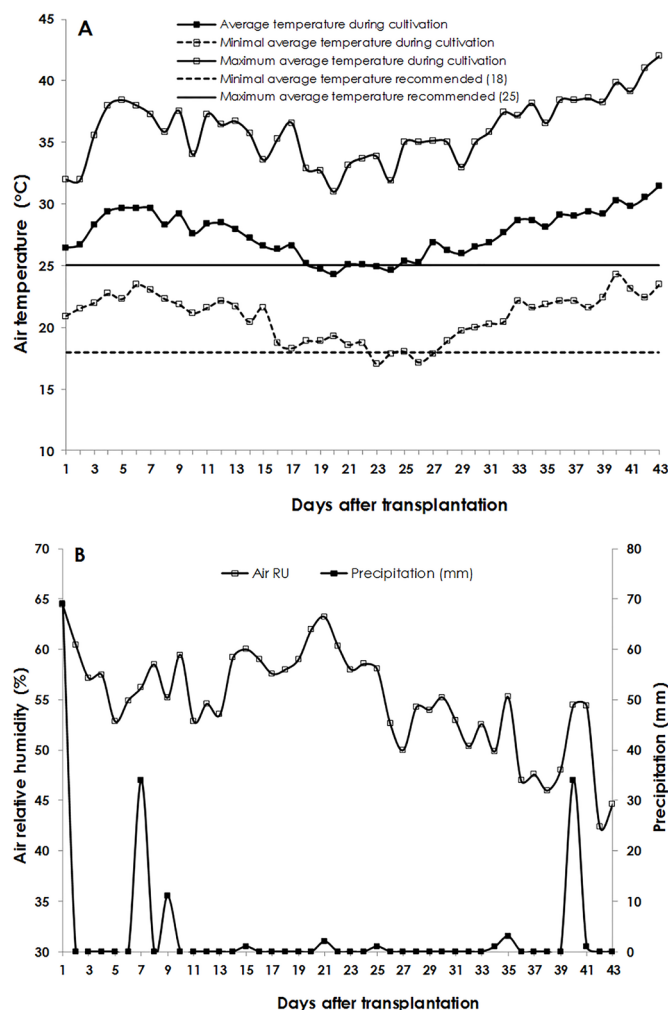 A
Average temperature during cultivation
Minimal average temperature during cultivation
Maximum average temperature during cultivation
Minimal average temperature recommended (18)
Maximum average temperature recommended (25)
Air temperature (°C)
45
40
35
30
25
20
15
10
1 3 5 7 9 11 13 15 17 19 21 23 25 27 29 31 33 35 37 39 41 43
Days after transplantation
B
Air RU Precipitation (mm)
Air relative humidity (%)
70
65
60
55
50
45
40
35
30
80
70
60
50
40
30
20
10
0
Precipitation (mm)
1 3 5 7 9 11 13 15 17 19 21 23 25 27 29 31 33 35 37 39 41 43
Days after transplantation